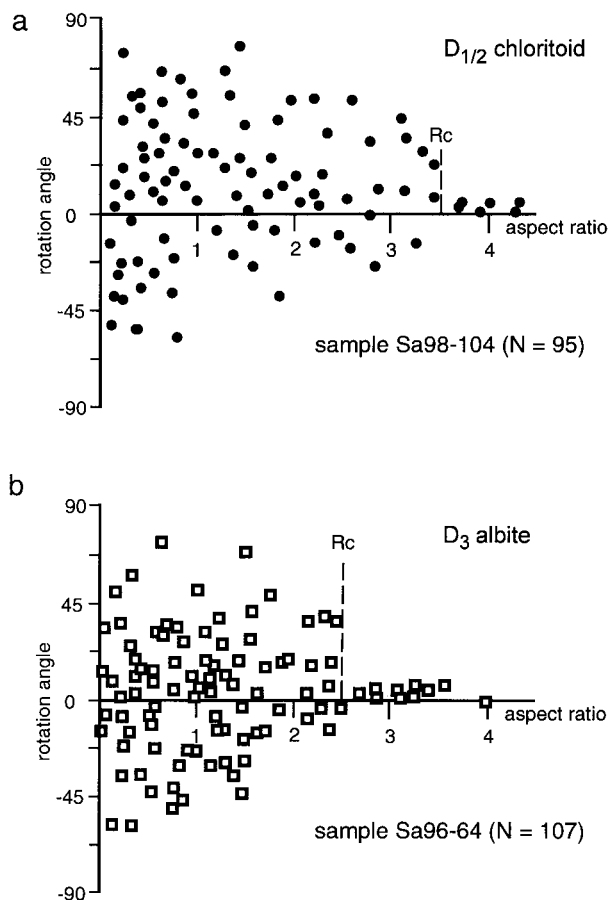 a
90
45
0
-45
-90
rotation angle
D1/2 chloritoid
Rc
1
2
3
4
aspect ratio
sample Sa98-104 (N = 95)
b
90
45
0
-45
-90
rotation angle
D3 albite
Rc
1
2
3
4
aspect ratio
sample Sa96-64 (N = 107)